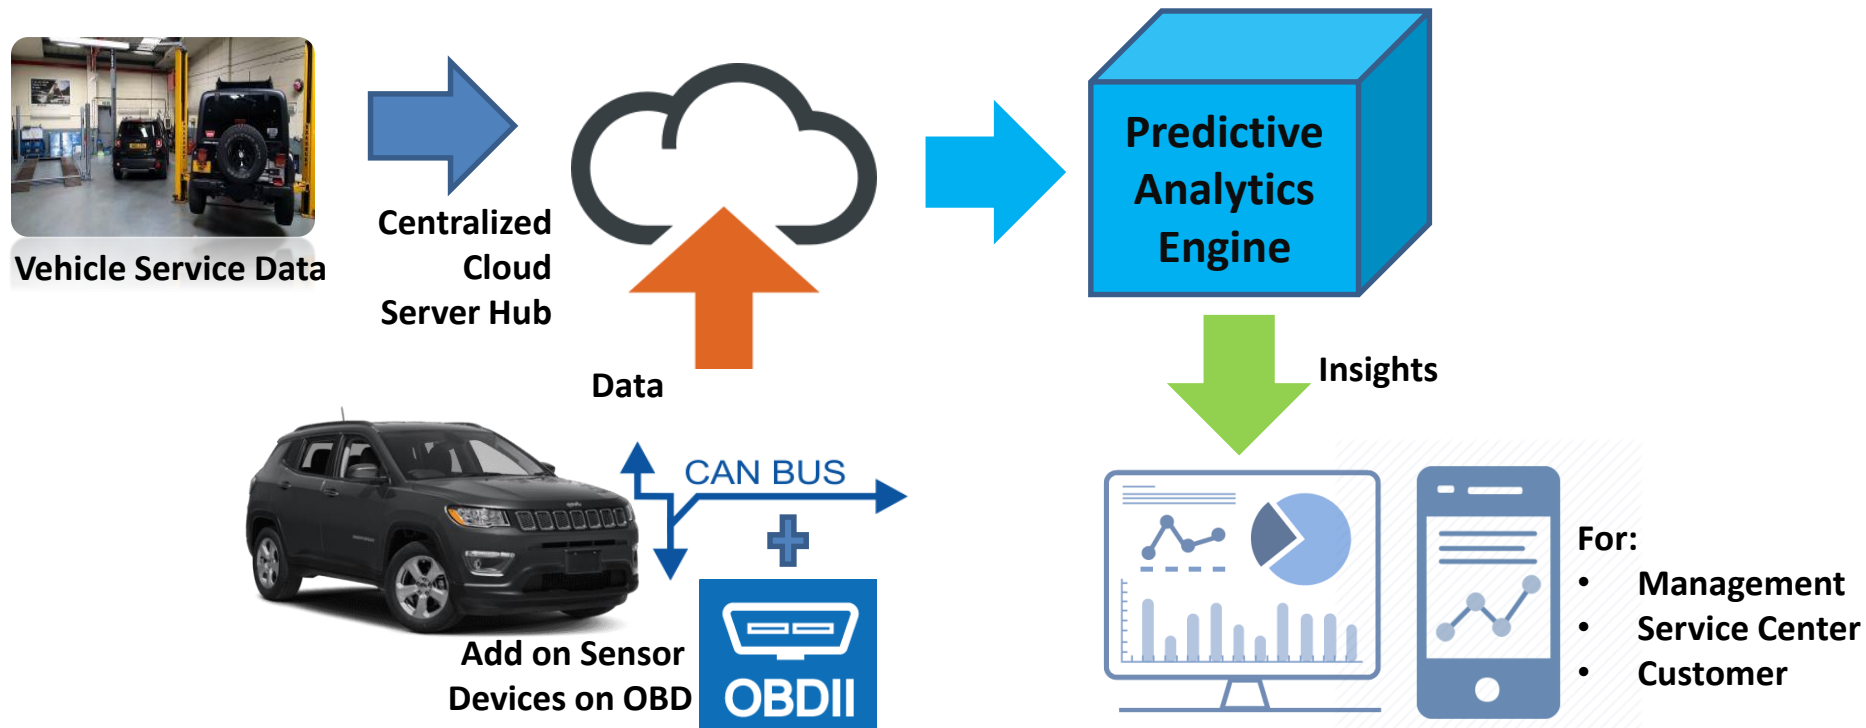 Vehicle Service Data
Centralized
Cloud
Server Hub
Predictive
Analytics
Engine
Data
Insights
CAN BUS
Add on Sensor
Devices on OBD
OBDII
For:
• Management
• Service Center
• Customer